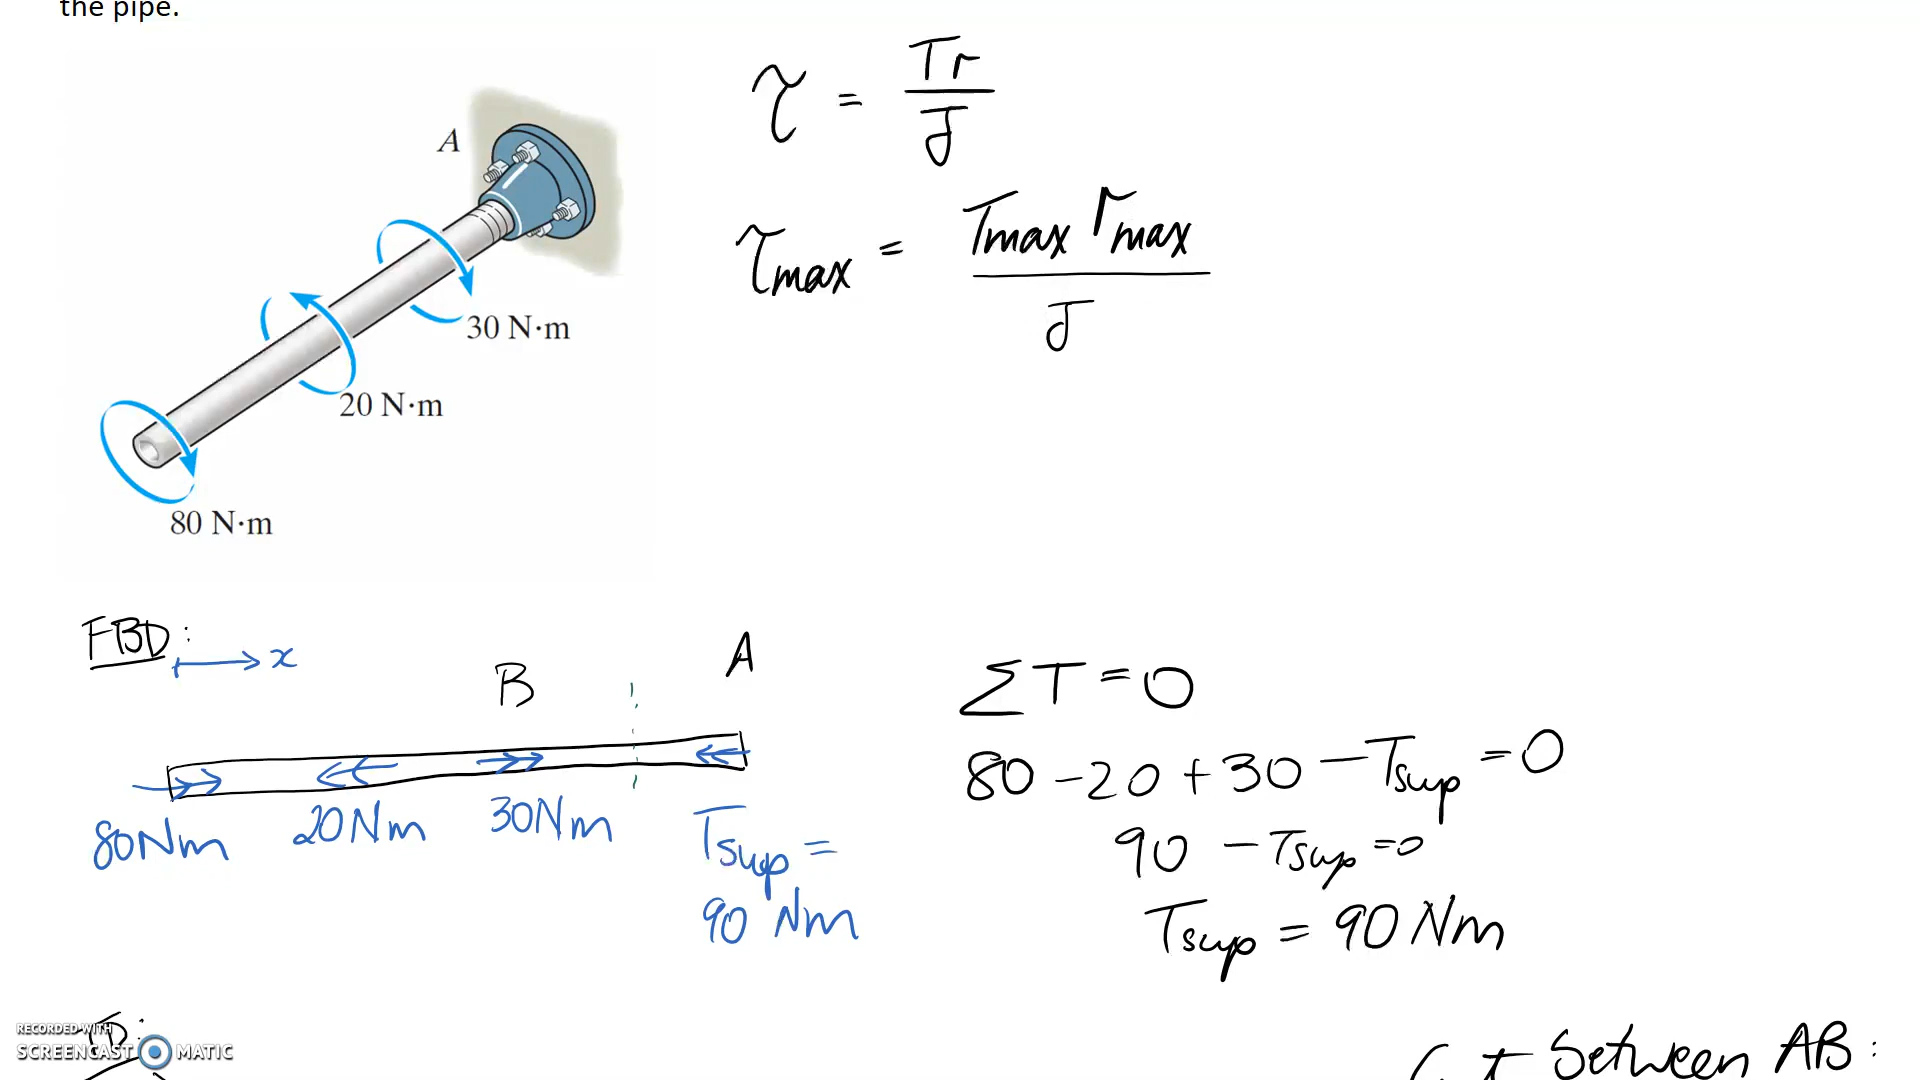 the pipe.
τ = Tr / J
A
τmax = Tmax rmax / J
30 N·m
20 N·m
80 N·m
FBD:
x
B
A
ΣT = 0
80 - 20 + 30 - Tsup = 0
80Nm
20Nm
30Nm
Tsup =
90 Nm
90 - Tsup = 0
Tsup = 90 Nm
RECORDED WITH
SCREENCAST MATIC
between AB: